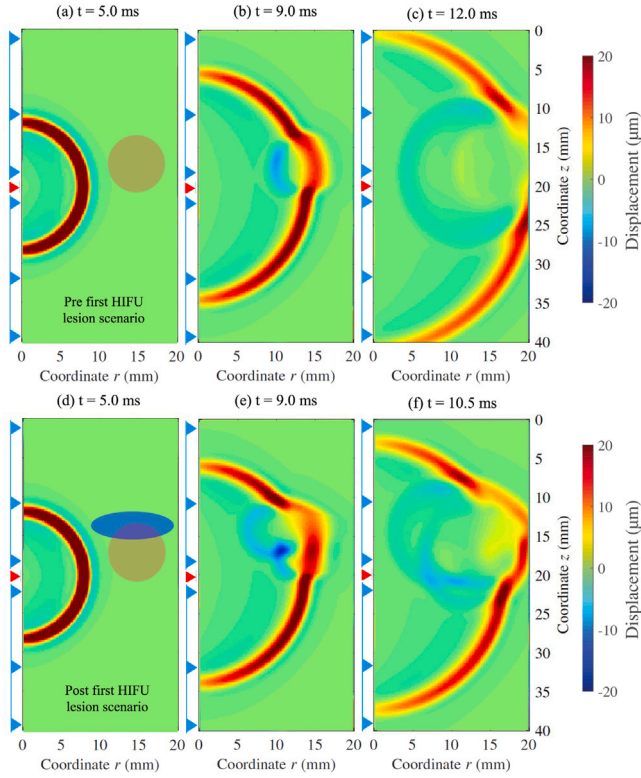 (a) t = 5.0 ms
(b) t = 9.0 ms
(c) t = 12.0 ms
Pre first HIFU
lesion scenario
0 5 10 15 20
Coordinate r (mm)
0 5 10 15 20
Coordinate r (mm)
0 5 10 15 20
Coordinate r (mm)
0
5
10
15
20
25
30
35
40
Coordinate z (mm)
20
10
0
-10
-20
Displacement (μm)
(d) t = 5.0 ms
(e) t = 9.0 ms
(f) t = 10.5 ms
Post first HIFU
lesion scenario
0 5 10 15 20
Coordinate r (mm)
0 5 10 15 20
Coordinate r (mm)
0 5 10 15 20
Coordinate r (mm)
0
5
10
15
20
25
30
35
40
Coordinate z (mm)
20
10
0
-10
-20
Displacement (μm)